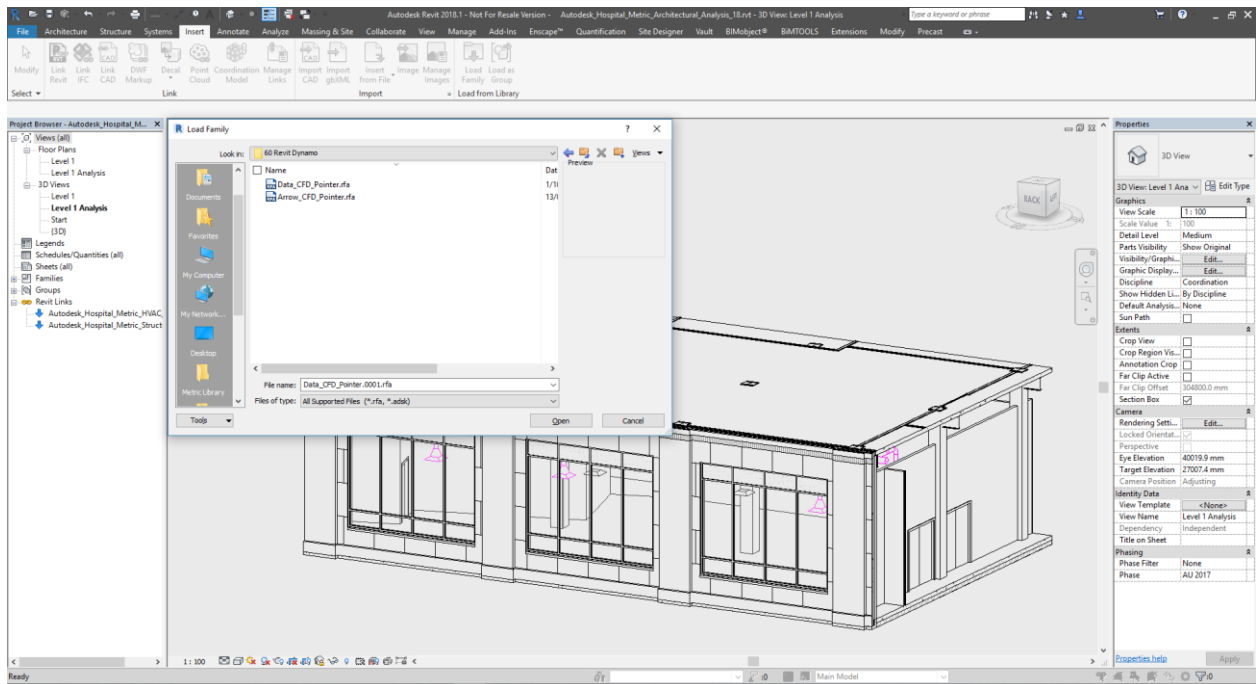 Autodesk Revit 2018.1 - Not For Resale Version - Autodesk_Hospital_Metric_Architectural_Analysis_18.rvt - 3D View: Level 1 Analysis
Type a keyword or phrase
File Architecture Structure Systems Insert Annotate Analyze Massing & Site Collaborate View Manage Add-Ins Enscape™ Quantification Site Designer Vault BIMobject® BiMTOOLS Extensions Modify Precast
Modify
Link Revit
Link IFC
Link CAD
DWF Markup
Decal
Point Cloud
Coordination Model
Manage Links
Import CAD
Import gbXML
Insert from File
Image
Manage Images
Load Family
Load as Group
Select
Link
Import
Load from Library
Project Browser - Autodesk_Hospital_M...
Views (all)
Floor Plans
Level 1
Level 1 Analysis
3D Views
Level 1
Level 1 Analysis
Start
{3D}
Legends
Schedules/Quantities (all)
Sheets (all)
Families
Groups
Revit Links
Autodesk_Hospital_Metric_HVAC
Autodesk_Hospital_Metric_Struct
Load Family
? X
Look in: 60 Revit Dynamo
Views
Preview
Name
Dat
Data_CFD_Pointer.rfa
1/1
Arrow_CFD_Pointer.rfa
13/
Documents
Favorites
My Computer
My Network...
Desktop
Metric Library
File name: Data_CFD_Pointer.0001.rfa
Files of type: All Supported Files (*.rfa, *.adsk)
Tools
Open
Cancel
BACK
Properties
3D View
3D View: Level 1 Ana
Edit Type
Graphics
View Scale 1 : 100
Scale Value 1: 100
Detail Level Medium
Parts Visibility Show Original
Visibility/Graphi... Edit...
Graphic Display... Edit...
Discipline Coordination
Show Hidden Li... By Discipline
Default Analysis... None
Sun Path
Extents
Crop View
Crop Region Vis...
Annotation Crop
Far Clip Active
Far Clip Offset 304800.0 mm
Section Box
Camera
Rendering Setti... Edit...
Locked Orientat...
Perspective
Eye Elevation 40019.9 mm
Target Elevation 27007.4 mm
Camera Position Adjusting
Identity Data
View Template <None>
View Name Level 1 Analysis
Dependency Independent
Title on Sheet
Phasing
Phase Filter None
Phase AU 2017
Properties help
Apply
1 : 100
Ready
:0
Main Model
:0